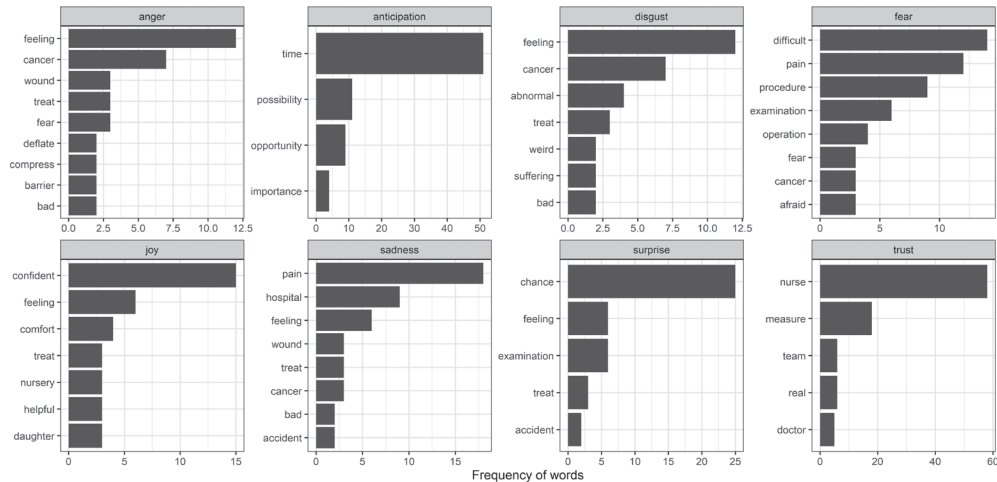 anger
feeling
cancer
wound
treat
fear
deflate
compress
barrier
bad
0.0 2.5 5.0 7.5 10.0 12.5
anticipation
time
possibility
opportunity
importance
0 10 20 30 40 50
disgust
feeling
cancer
abnormal
treat
weird
suffering
bad
0.0 2.5 5.0 7.5 10.0 12.5
fear
difficult
pain
procedure
examination
operation
fear
cancer
afraid
0 5 10
joy
confident
feeling
comfort
treat
nursery
helpful
daughter
0 5 10 15
sadness
pain
hospital
feeling
wound
treat
cancer
bad
accident
0 5 10 15
surprise
chance
feeling
examination
treat
accident
0 5 10 15 20 25
trust
nurse
measure
team
real
doctor
0 20 40 60
Frequency of words